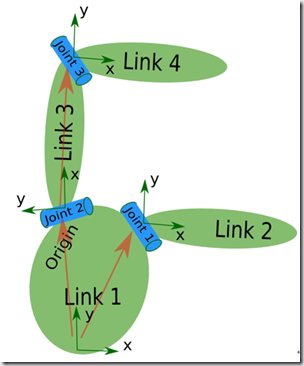 y
Joint 3
x
Link 4
Link 3
x
y
Joint 2
y
Joint 1
x
Link 2
Origin
Link 1
y
x